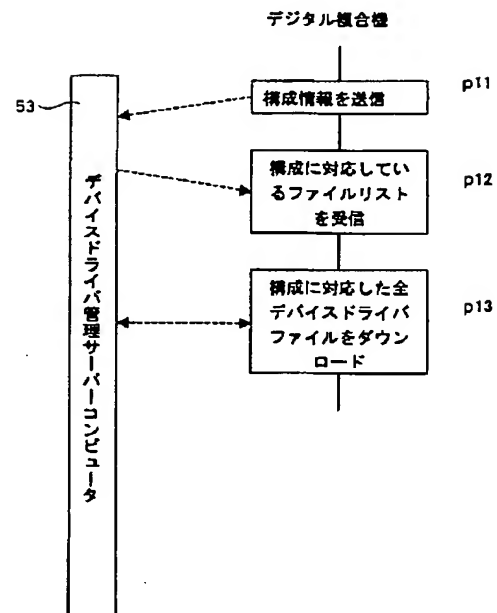 デジタル複合機
構成情報を送信
p11
53
構成に対応してい
るファイルリスト
を受信
p12
構成に対応した全
デバイスドライバ
ファイルをダウン
ロード
p13
デバイスドライバ管理サーバーコンピュータ